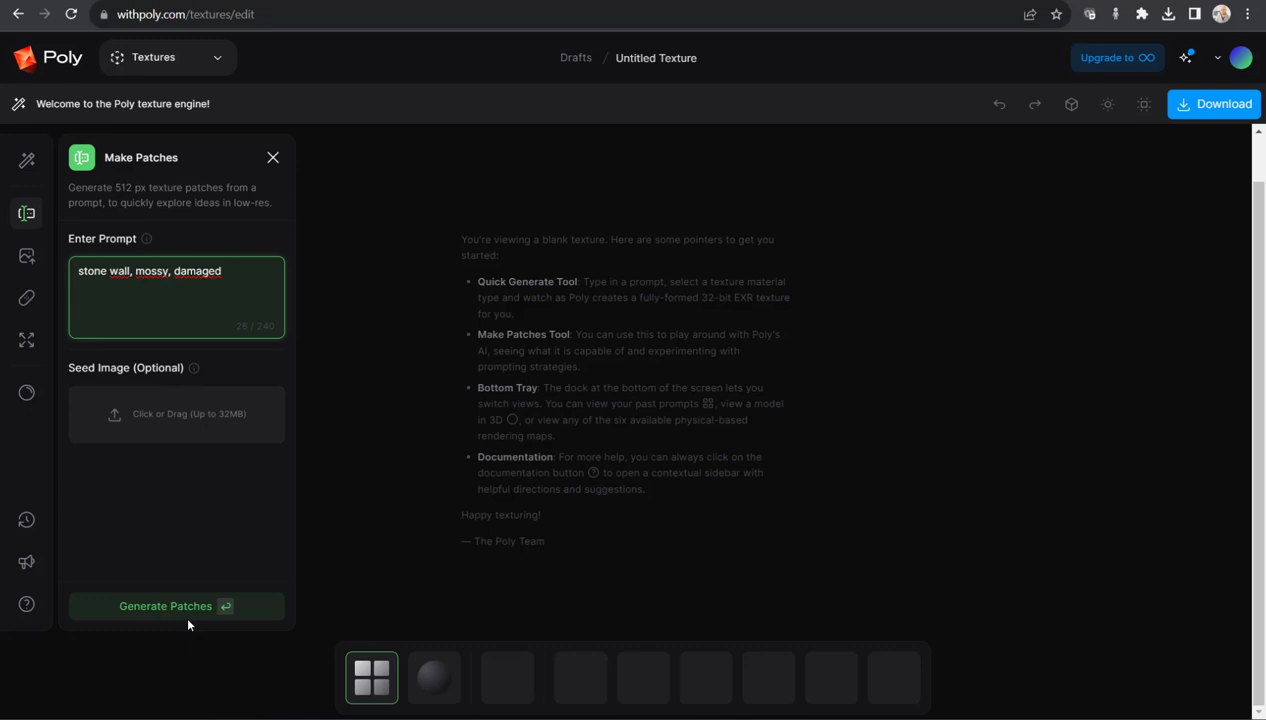 withpoly.com/textures/edit
Poly
Textures
Drafts / Untitled Texture
Upgrade to
Welcome to the Poly texture engine!
Download
Make Patches
Generate 512 px texture patches from a
prompt, to quickly explore ideas in low-res.
Enter Prompt
stone wall, mossy, damaged
26 / 240
Seed Image (Optional)
Click or Drag (Up to 32MB)
Generate Patches
You're viewing a blank texture. Here are some pointers to get you
started:
• Quick Generate Tool: Type in a prompt, select a texture material
type and watch as Poly creates a fully-formed 32-bit EXR texture
for you.
• Make Patches Tool: You can use this to play around with Poly's
AI, seeing what it is capable of and experimenting with
prompting strategies.
• Bottom Tray: The dock at the bottom of the screen lets you
switch views. You can view your past prompts, view a model
in 3D, or view any of the six available physical-based
rendering maps.
• Documentation: For more help, you can always click on the
documentation button ? to open a contextual sidebar with
helpful directions and suggestions.
Happy texturing!
— The Poly Team